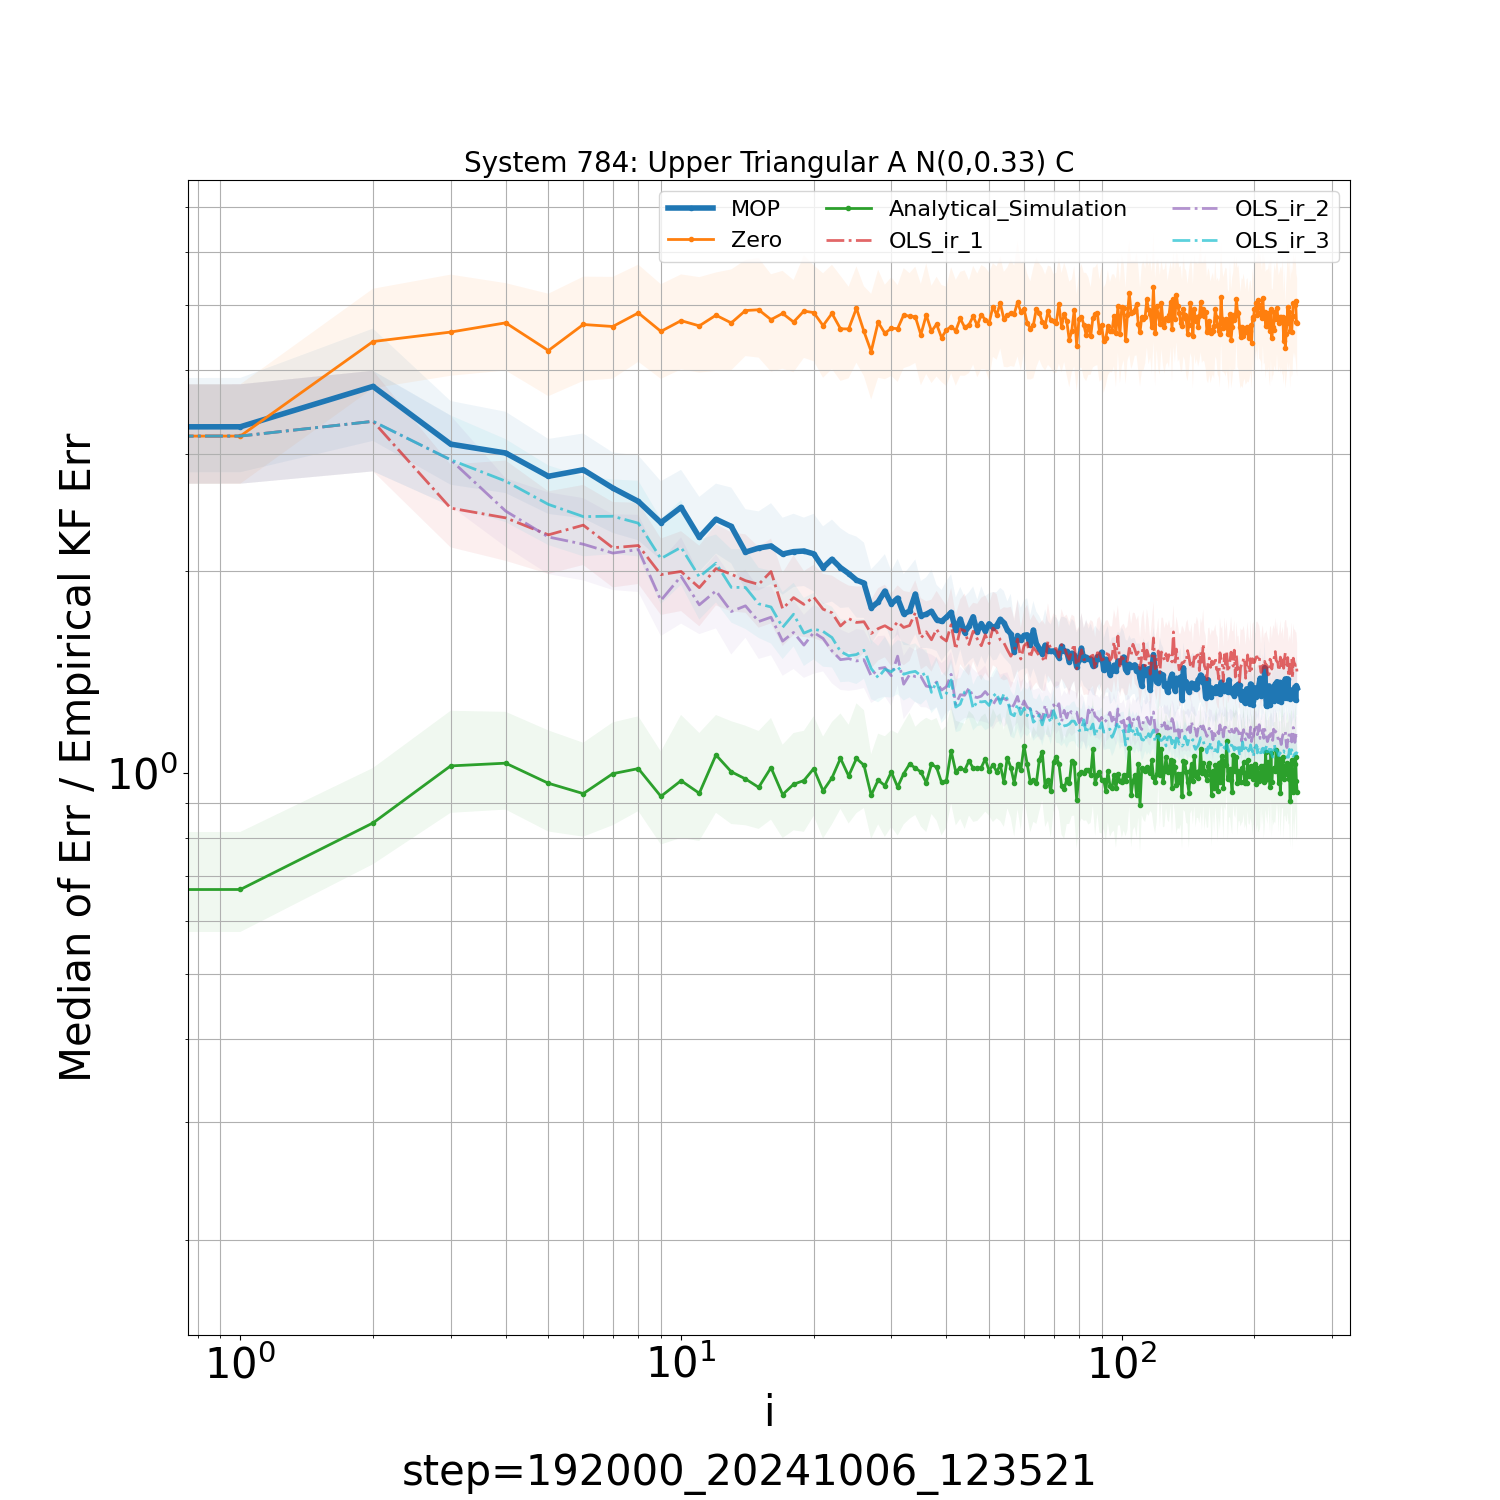 System 784: Upper Triangular A N(0,0.33) C
MOP
Zero
Analytical_Simulation
OLS_ir_1
OLS_ir_2
OLS_ir_3
Median of Err / Empirical KF Err
10⁰
10⁰
10¹
10²
i
step=192000_20241006_123521